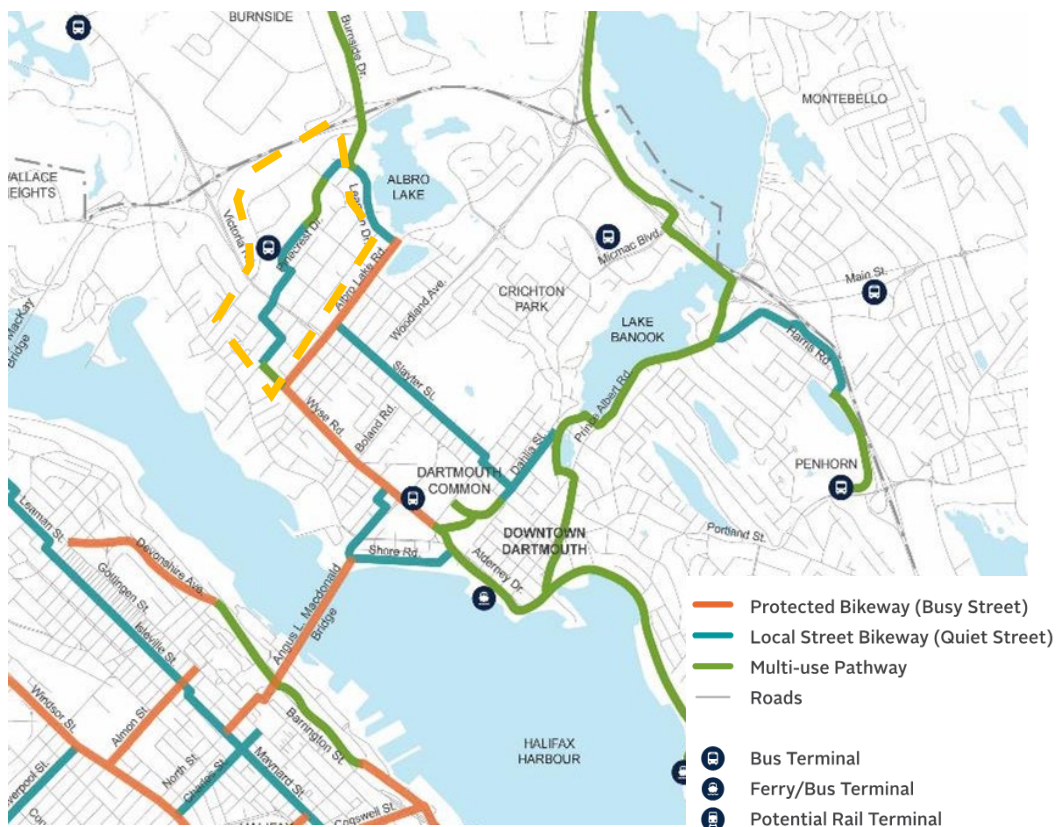 BURNSIDE
Burnside Dr.
MONTEBELLO
ALBRO
LAKE
Victoria
Pinecrest Dr.
Albro Lake Rd.
Woodland Ave.
Micmac Blvd.
Main St.
CRICHTON
PARK
LAKE
BANOOK
MacKay
Bridge
Harris Rd.
Slayter St.
Prince Albert Rd.
Wyse Rd.
Boland Rd.
Dahlia St.
DARTMOUTH
COMMON
PENHORN
Leaman St.
Devonshire Ave.
DOWNTOWN
DARTMOUTH
Portland St.
Shore Rd.
Alderney Dr.
Gottingen St.
Isleville St.
Angus L. Macdonald
Bridge
Windsor St.
Almon St.
North St.
Charles St.
Maynard St.
Barrington St.
Cogswell St.
HALIFAX
HARBOUR
Protected Bikeway (Busy Street)
Local Street Bikeway (Quiet Street)
Multi-use Pathway
Roads
Bus Terminal
Ferry/Bus Terminal
Potential Rail Terminal